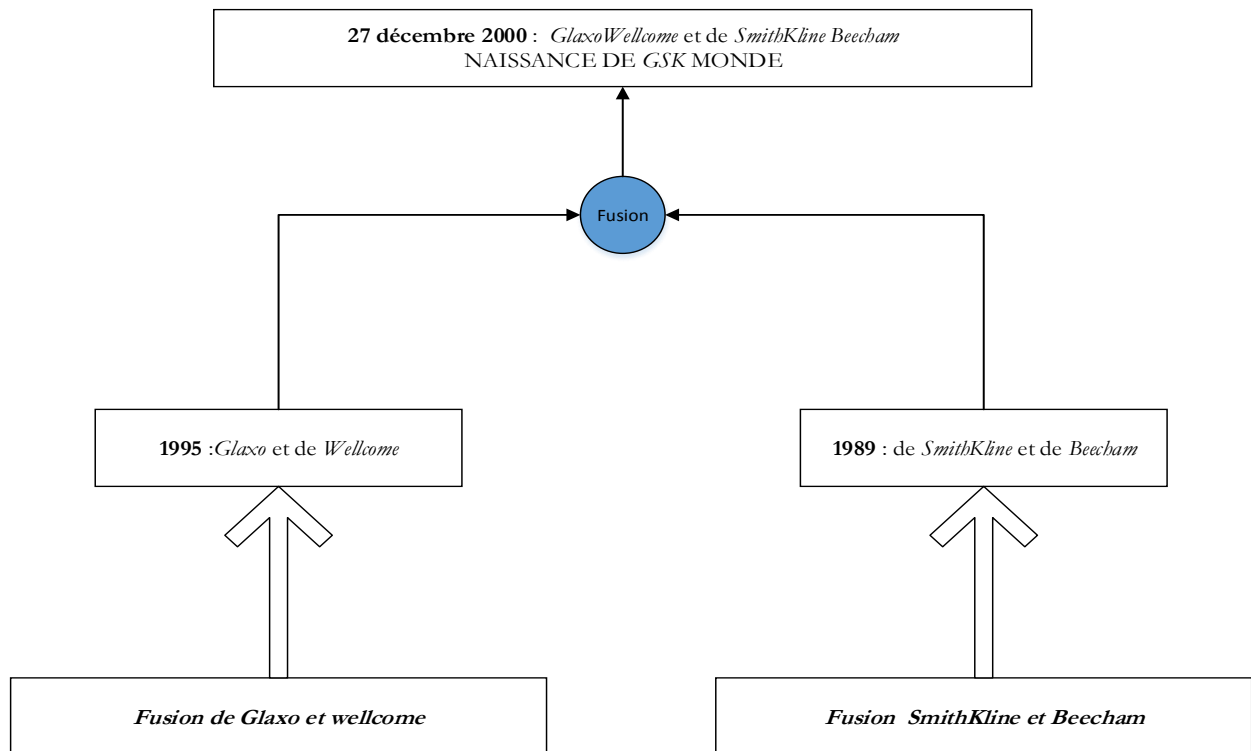 27 décembre 2000 : GlaxoWellcome et de SmithKline Beecham
NAISSANCE DE GSK MONDE
Fusion
1995 :Glaxo et de Wellcome
1989 : de SmithKline et de Beecham
Fusion de Glaxo et wellcome
Fusion SmithKline et Beecham